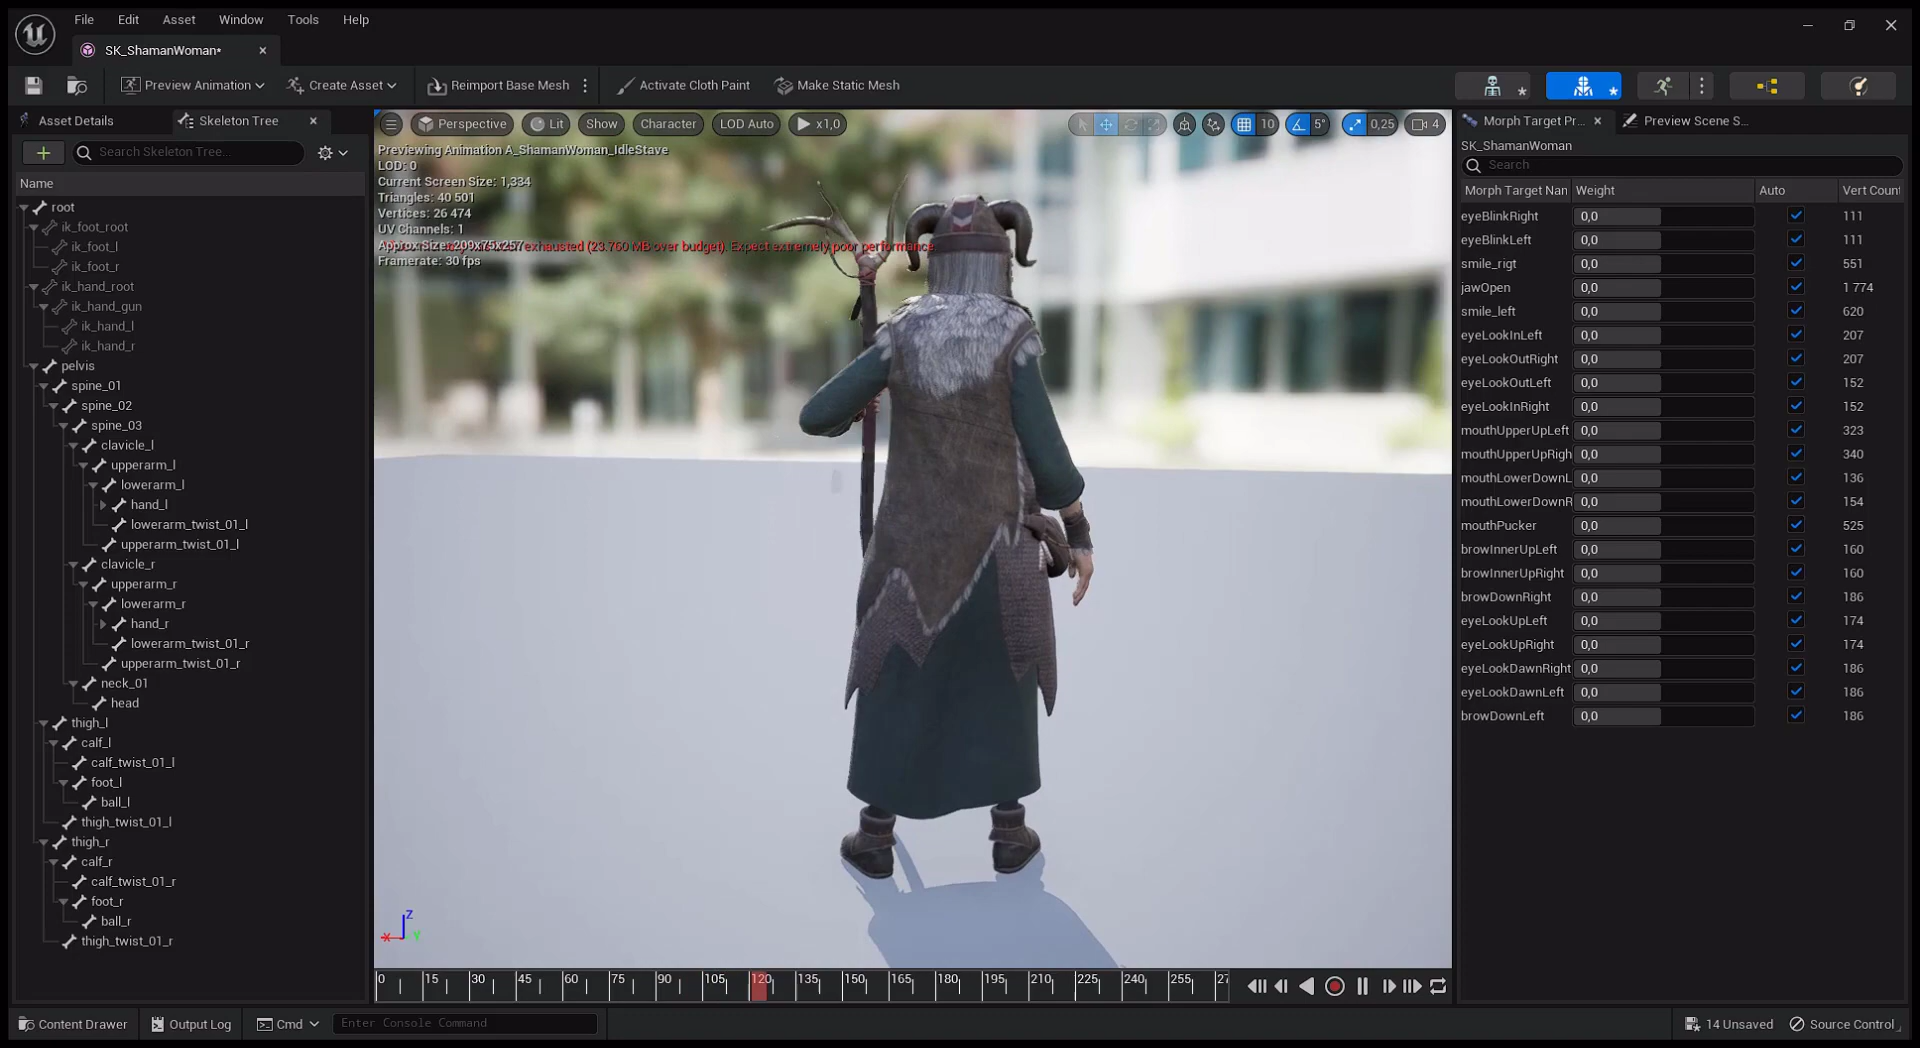 File Edit Asset Window Tools Help
SK_ShamanWoman*
Preview Animation Create Asset Reimport Base Mesh Activate Cloth Paint Make Static Mesh
Asset Details Skeleton Tree
Search Skeleton Tree...
Name
root
ik_foot_root
ik_foot_l
ik_foot_r
ik_hand_root
ik_hand_gun
ik_hand_l
ik_hand_r
pelvis
spine_01
spine_02
spine_03
clavicle_l
upperarm_l
lowerarm_l
hand_l
lowerarm_twist_01_l
upperarm_twist_01_l
clavicle_r
upperarm_r
lowerarm_r
hand_r
lowerarm_twist_01_r
upperarm_twist_01_r
neck_01
head
thigh_l
calf_l
calf_twist_01_l
foot_l
ball_l
thigh_twist_01_l
thigh_r
calf_r
calf_twist_01_r
foot_r
ball_r
thigh_twist_01_r
Perspective Lit Show Character LOD Auto x1,0 10 5° 0,25 4
Previewing Animation A_ShamanWoman_IdleStave
LOD: 0
Current Screen Size: 1,334
Triangles: 40 501
Vertices: 26 474
UV Channels: 1
Approx Size: 209x75x257
exhausted (23.760 MB over budget). Expect extremely poor performance
Framerate: 30 fps
Z
X Y
0 15 30 45 60 75 90 105 120 135 150 165 180 195 210 225 240 255 27
Morph Target Pr... Preview Scene S...
SK_ShamanWoman
Search
Morph Target Nan Weight Auto Vert Count
eyeBlinkRight 0,0 111
eyeBlinkLeft 0,0 111
smile_rigt 0,0 551
jawOpen 0,0 1 774
smile_left 0,0 620
eyeLookInLeft 0,0 207
eyeLookOutRight 0,0 207
eyeLookOutLeft 0,0 152
eyeLookInRight 0,0 152
mouthUpperUpLeft 0,0 323
mouthUpperUpRigh 0,0 340
mouthLowerDownL 0,0 136
mouthLowerDownR 0,0 154
mouthPucker 0,0 525
browInnerUpLeft 0,0 160
browInnerUpRight 0,0 160
browDownRight 0,0 186
eyeLookUpLeft 0,0 174
eyeLookUpRight 0,0 174
eyeLookDawnRight 0,0 186
eyeLookDawnLeft 0,0 186
browDownLeft 0,0 186
Content Drawer Output Log Cmd Enter Console Command 14 Unsaved Source Control